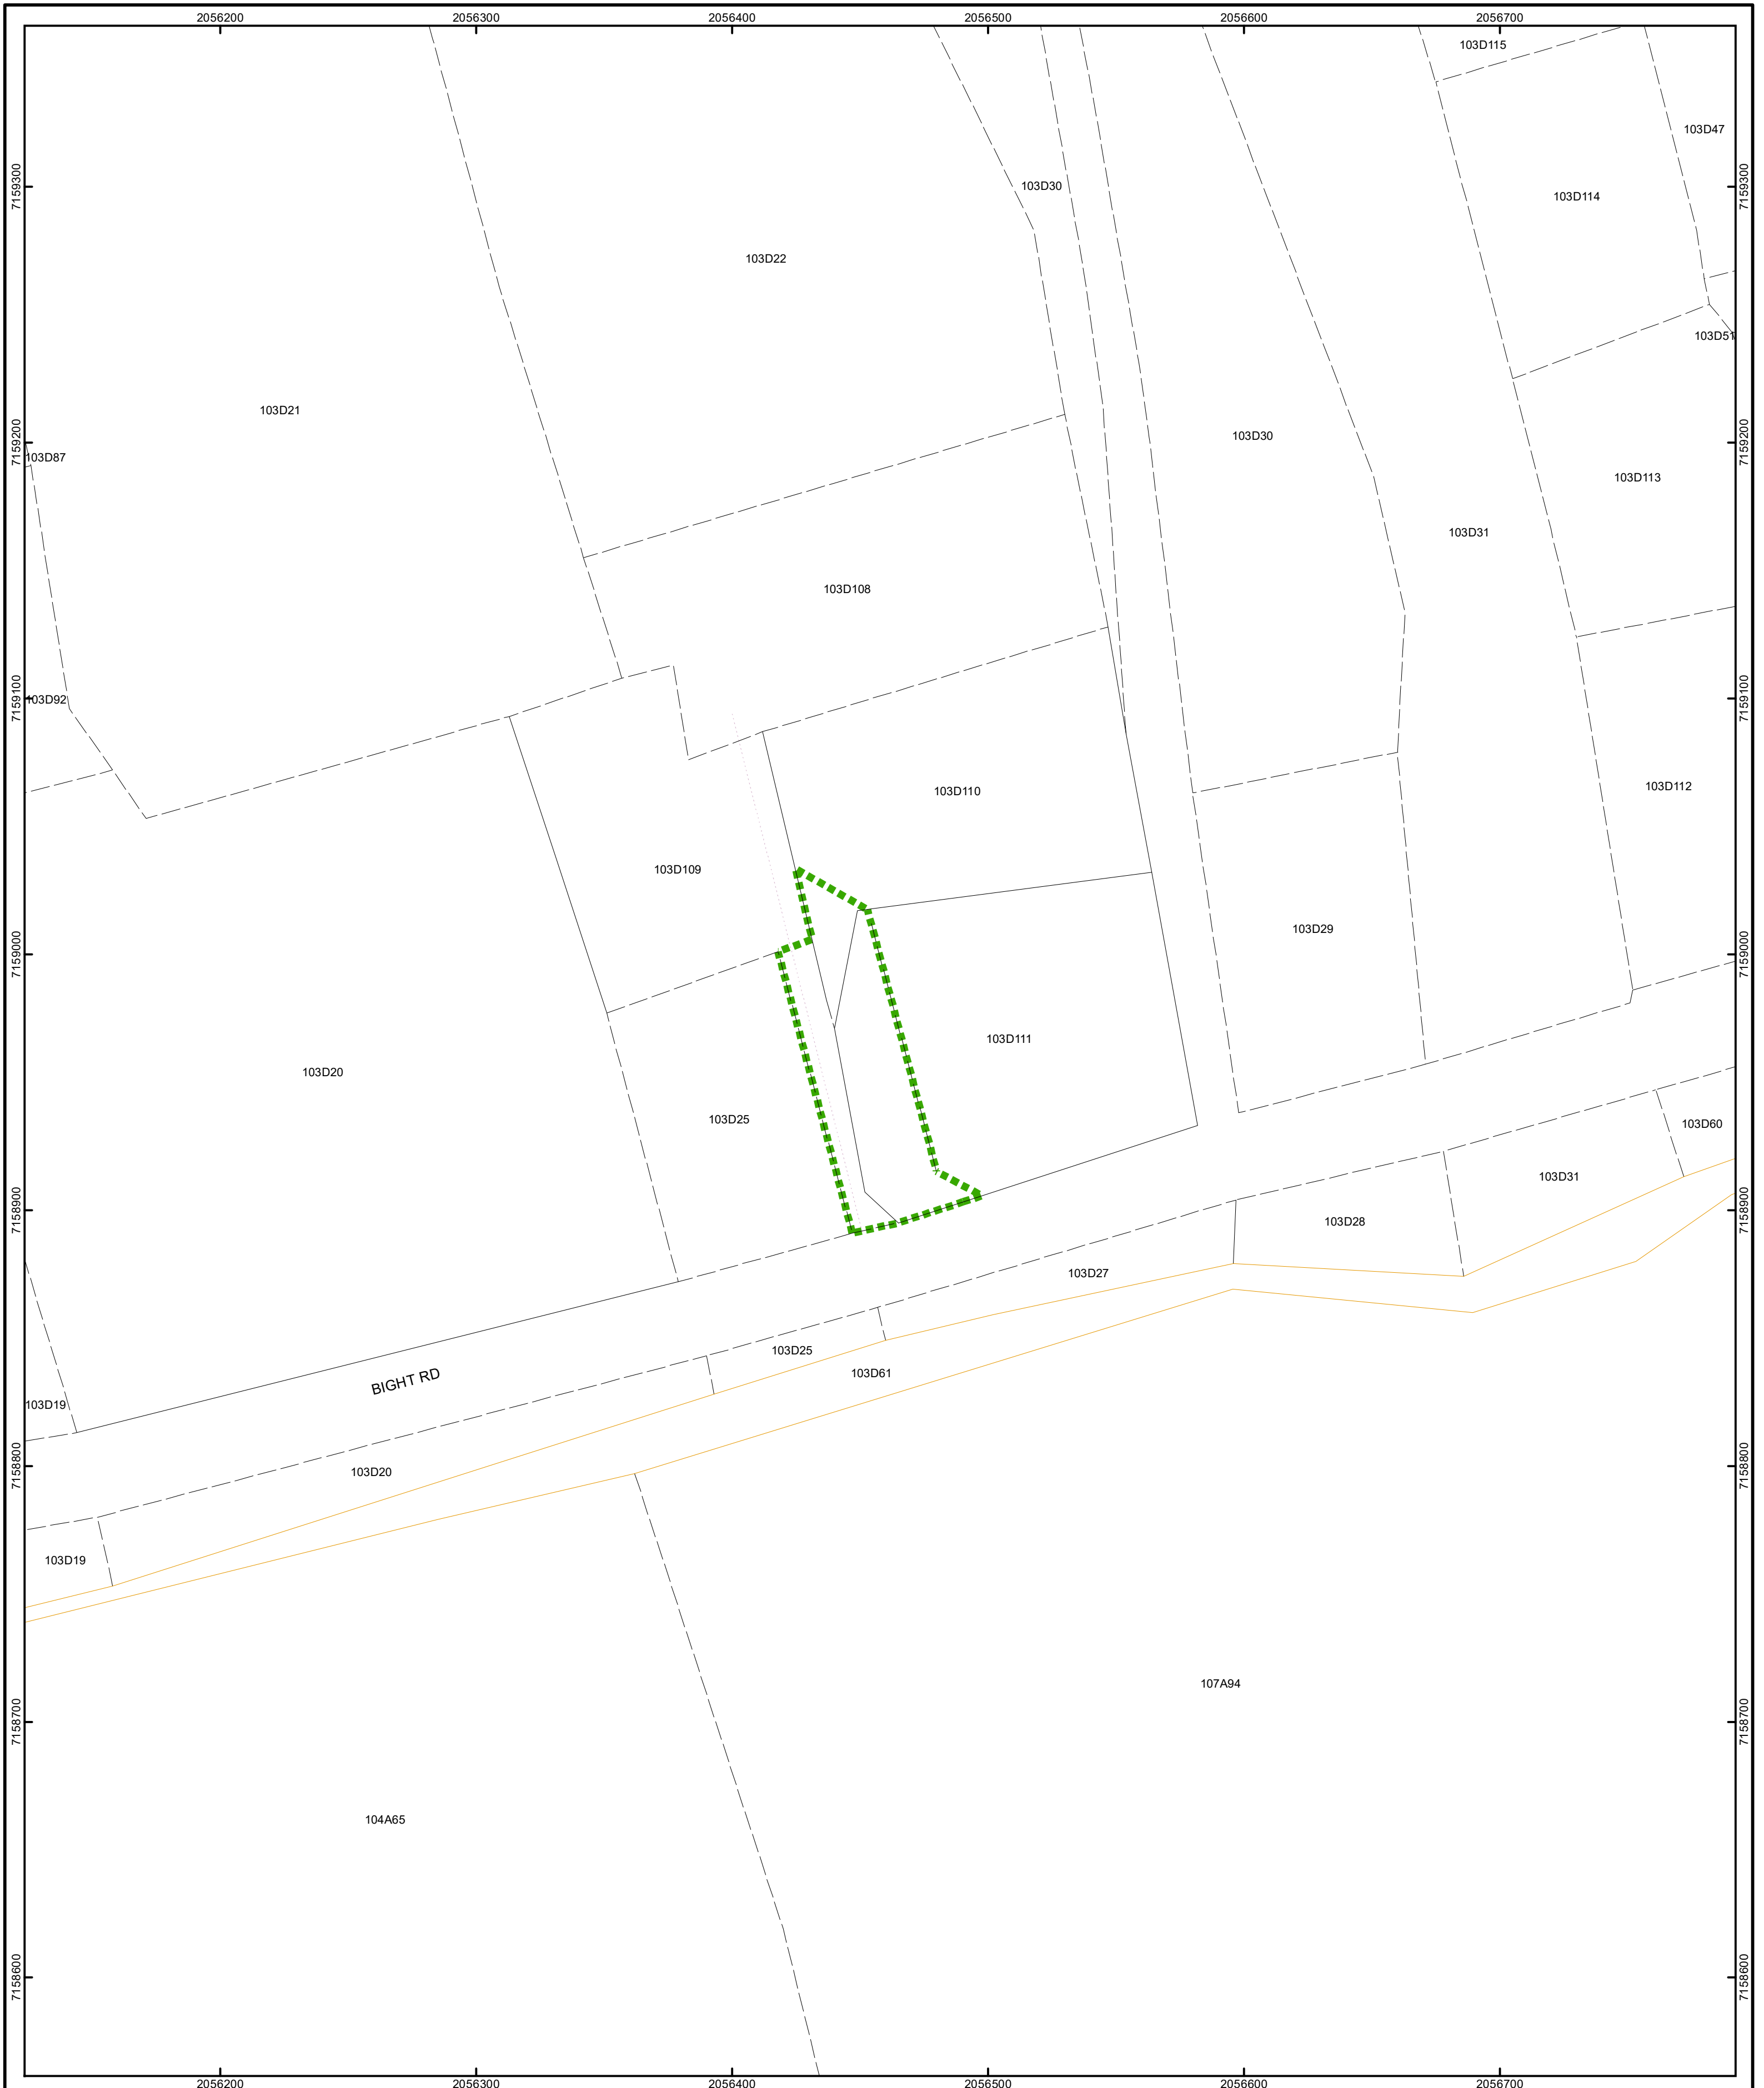 2056200 2056300 2056400 2056500 2056600 2056700
103D115
103D47
7159300
7159300
103D30
103D114
103D22
103D51
103D21
7159200
7159200
103D87
103D30
103D113
103D31
103D108
7159100
7159100
103D92
103D110
103D112
103D109
103D29
7159000
7159000
103D111
103D20
103D25
103D60
103D31
7158900
7158900
103D28
103D27
103D25
103D61
BIGHT RD
103D19
7158800
7158800
103D20
103D19
107A94
7158700
7158700
104A65
7158600
7158600
2056200 2056300 2056400 2056500 2056600 2056700